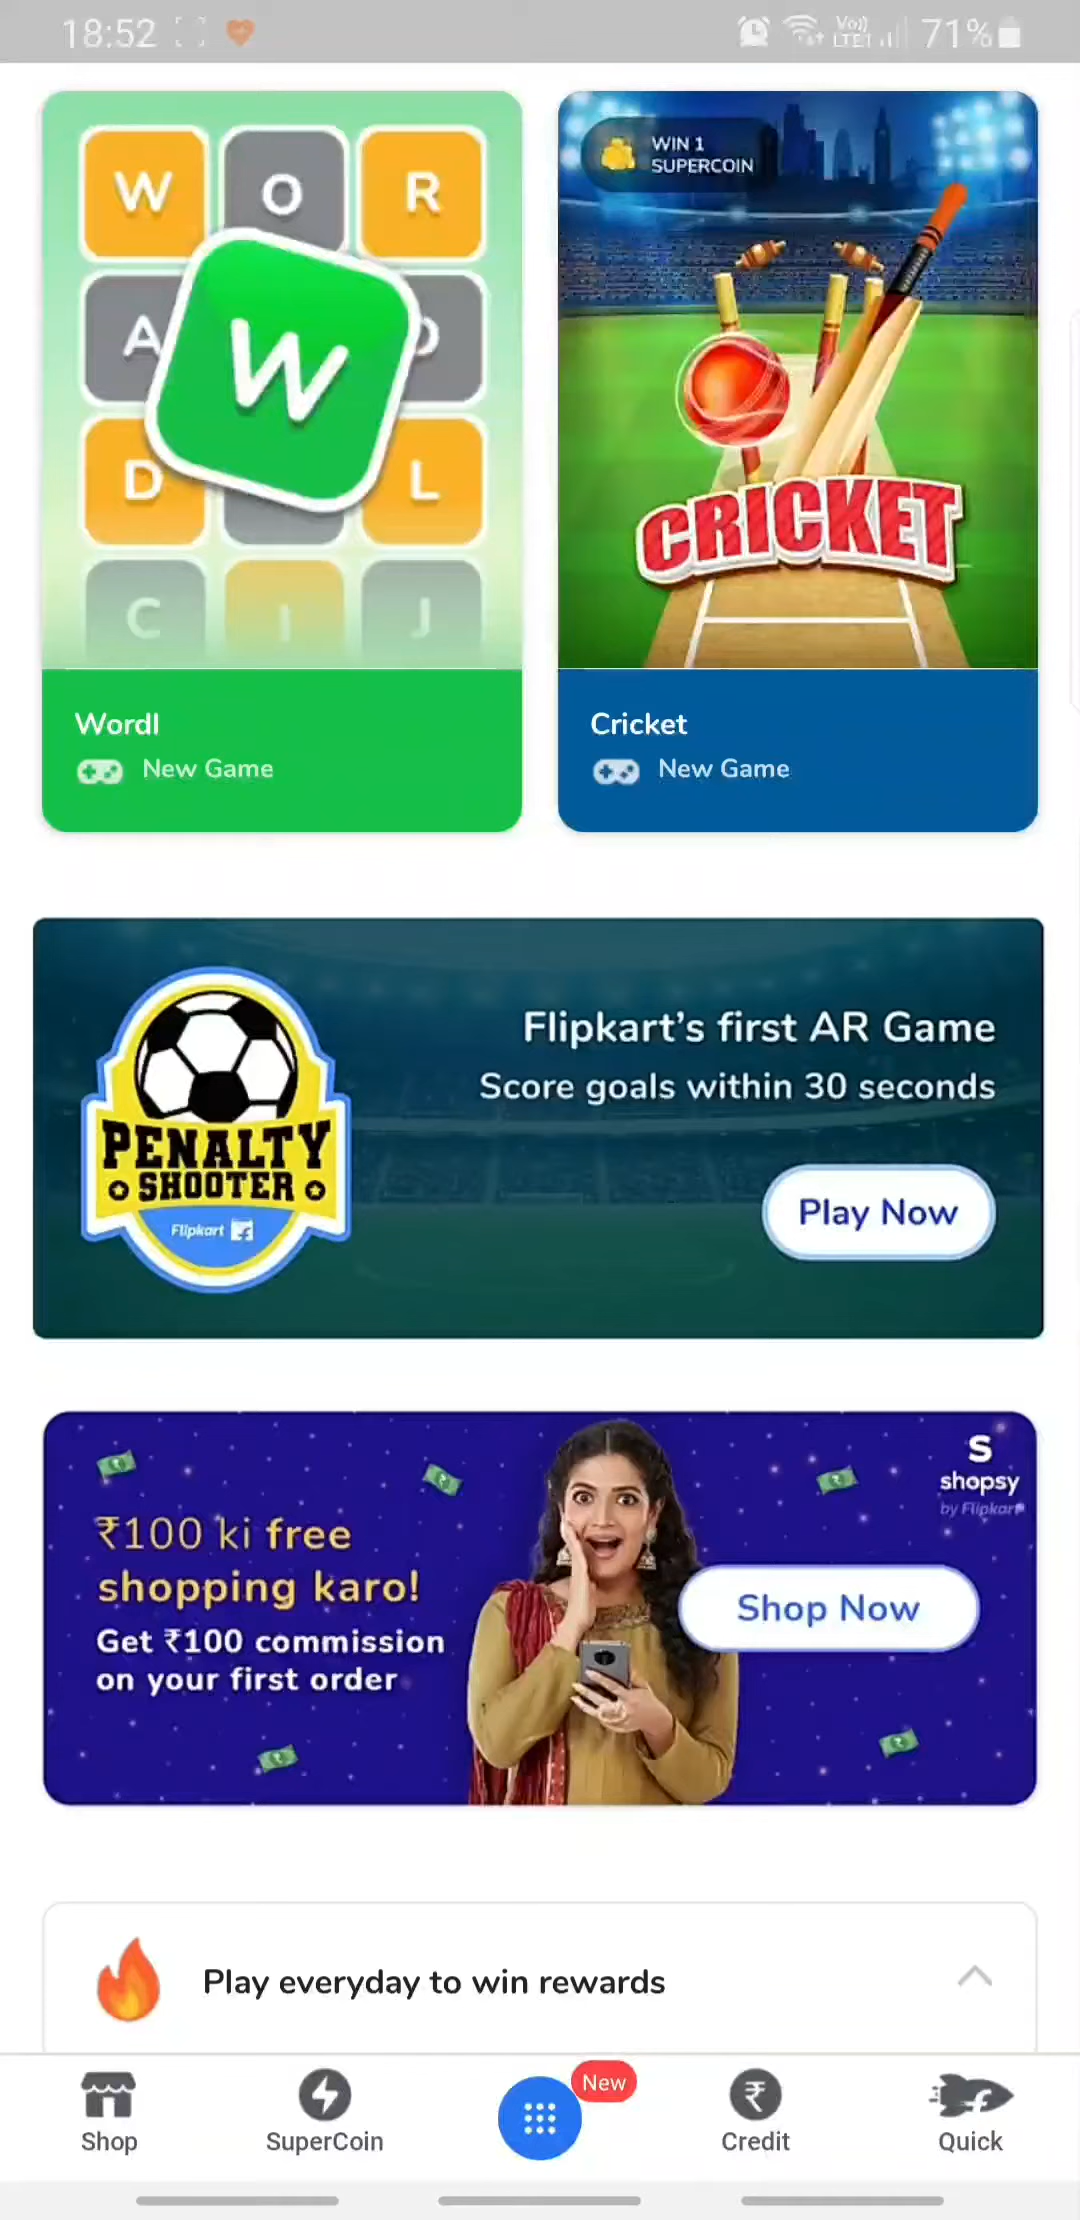 18:52
Vo))
LTE1
71%
W O R
A
D L
W
C I J
WIN 1
SUPERCOIN
CRICKET
Wordl
New Game
Cricket
New Game
Flipkart's first AR Game
Score goals within 30 seconds
PENALTY
SHOOTER
Flipkart
Play Now
S
shopsy
by Flipkart
₹100 ki free
shopping karo!
Get ₹100 commission
on your first order
Shop Now
Play everyday to win rewards
New
Shop
SuperCoin
Credit
Quick